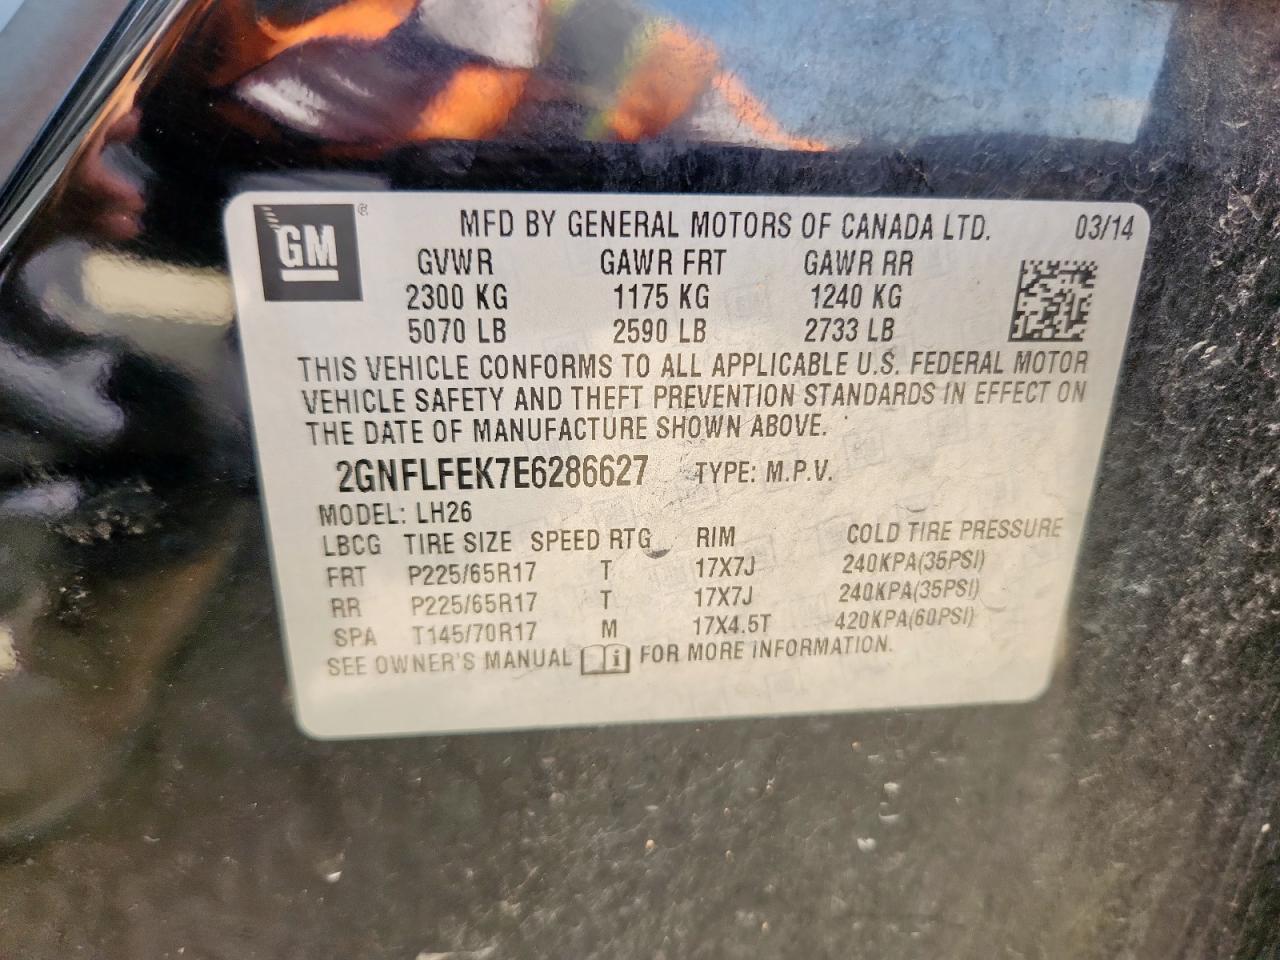 GM ® MFD BY GENERAL MOTORS OF CANADA LTD. 03/14
GVWR GAWR FRT GAWR RR
2300 KG 1175 KG 1240 KG
5070 LB 2590 LB 2733 LB
THIS VEHICLE CONFORMS TO ALL APPLICABLE U.S. FEDERAL MOTOR
VEHICLE SAFETY AND THEFT PREVENTION STANDARDS IN EFFECT ON
THE DATE OF MANUFACTURE SHOWN ABOVE.
2GNFLFEK7E6286627 TYPE: M.P.V.
MODEL: LH26
LBCG TIRE SIZE SPEED RTG RIM COLD TIRE PRESSURE
FRT P225/65R17 T 17X7J 240KPA(35PSI)
RR P225/65R17 T 17X7J 240KPA(35PSI)
SPA T145/70R17 M 17X4.5T 420KPA(60PSI)
SEE OWNER'S MANUAL i FOR MORE INFORMATION.